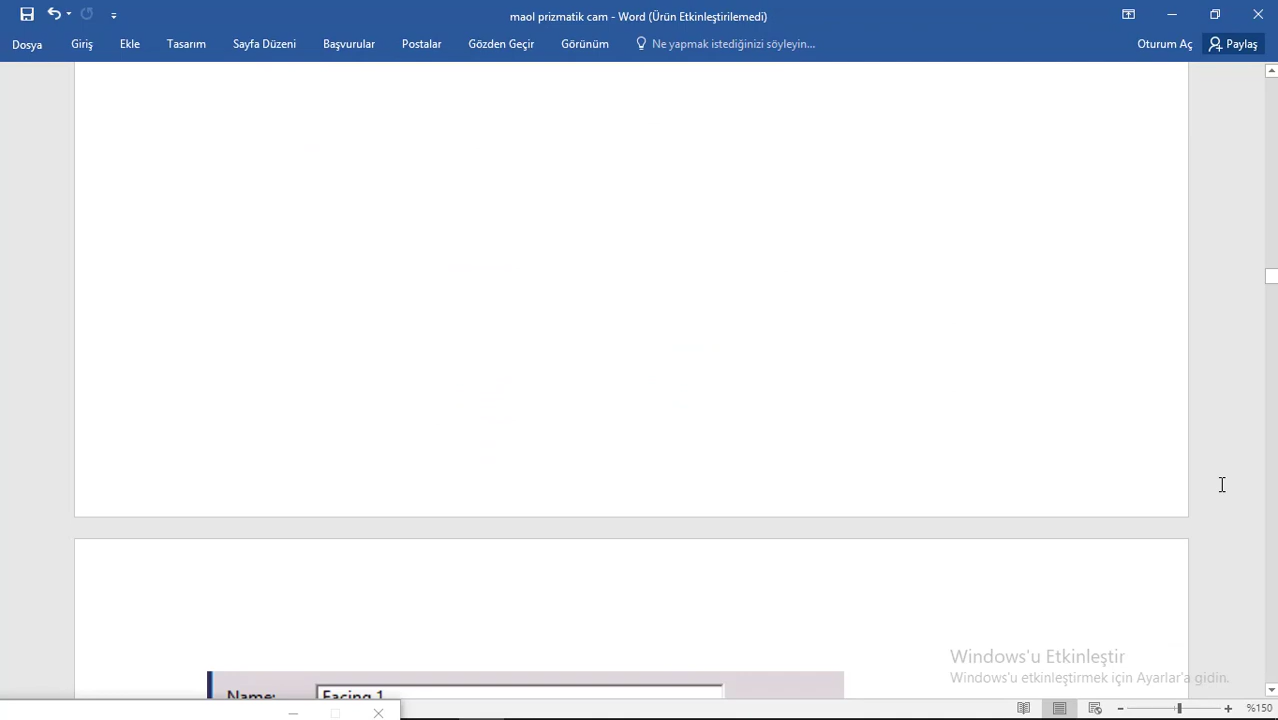 maol prizmatik cam - Word (Ürün Etkinleştirilemedi)
Dosya Giriş Ekle Tasarım Sayfa Düzeni Başvurular Postalar Gözden Geçir Görünüm Ne yapmak istediğinizi söyleyin... Oturum Aç Paylaş
Windows'u Etkinleştir
Windows'u etkinleştirmek için Ayarlar'a gidin.
Name: Facing 1
%150